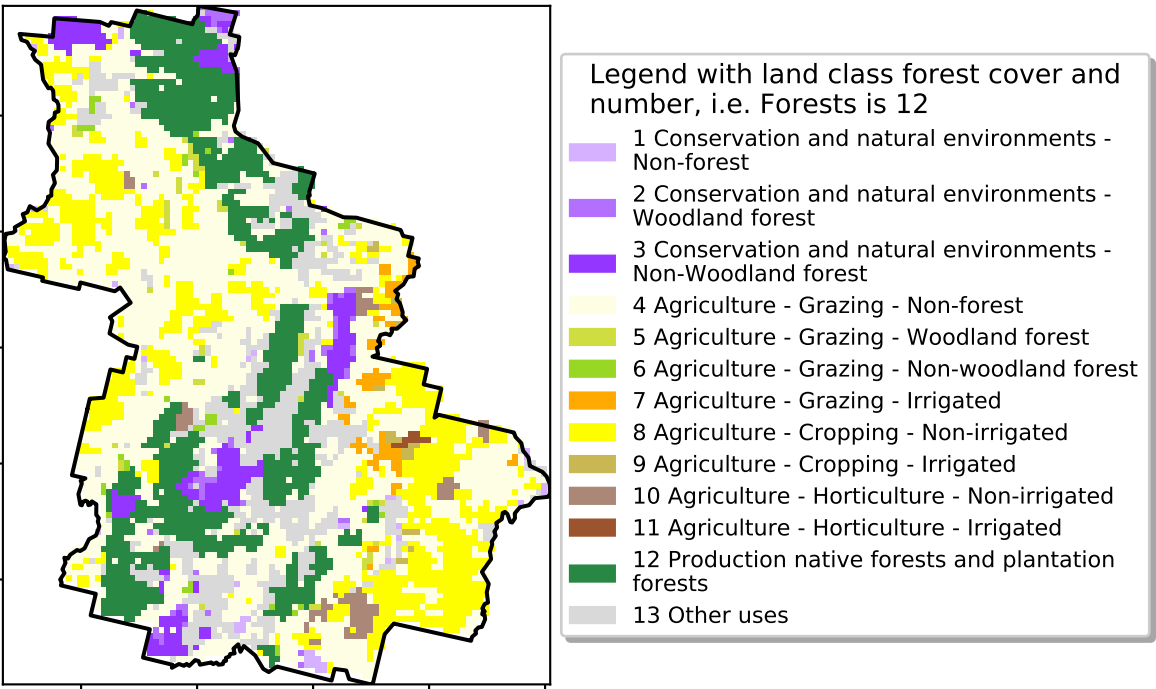 Legend with land class forest cover and
number, i.e. Forests is 12
1 Conservation and natural environments -
Non-forest
2 Conservation and natural environments -
Woodland forest
3 Conservation and natural environments -
Non-Woodland forest
4 Agriculture - Grazing - Non-forest
5 Agriculture - Grazing - Woodland forest
6 Agriculture - Grazing - Non-woodland forest
7 Agriculture - Grazing - Irrigated
8 Agriculture - Cropping - Non-irrigated
9 Agriculture - Cropping - Irrigated
10 Agriculture - Horticulture - Non-irrigated
11 Agriculture - Horticulture - Irrigated
12 Production native forests and plantation
forests
13 Other uses